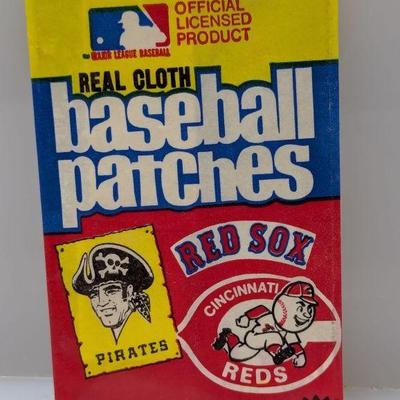 OFFICIAL
LICENSED
PRODUCT
MAJOR LEAGUE BASEBALL
REAL CLOTH
baseball
patches
RED SOX
PIRATES
CINCINNATI
REDS